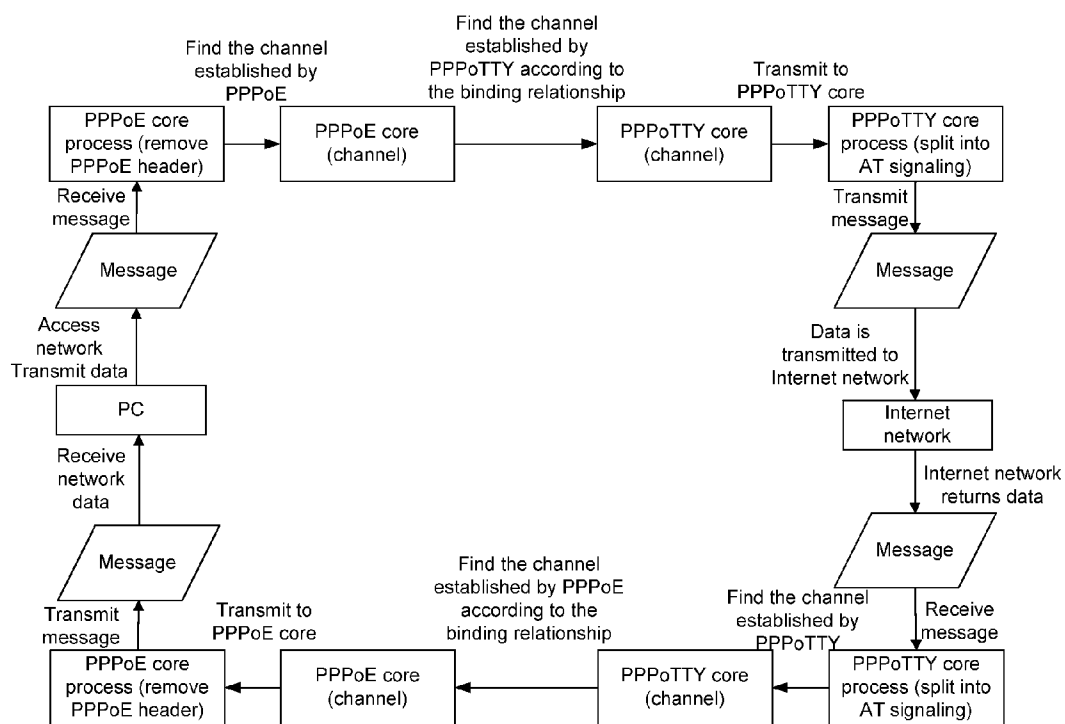 Find the channel
established by
PPPoE
Find the channel
established by
PPPoTTY according to
the binding relationship
Transmit to
PPPoTTY core
PPPoE core
process (remove
PPPoE header)
PPPoE core
(channel)
PPPoTTY core
(channel)
PPPoTTY core
process (split into
AT signaling)
Receive
message
Transmit
message
Message
Message
Access
network
Transmit data
Data is
transmitted to
Internet network
PC
Internet
network
Receive
network
data
Internet network
returns data
Message
Message
Transmit
message
Transmit to
PPPoE core
Find the channel
established by PPPoE
according to the
binding relationship
Find the channel
established by
PPPoTTY
Receive
message
PPPoE core
process (remove
PPPoE header)
PPPoE core
(channel)
PPPoTTY core
(channel)
PPPoTTY core
process (split into
AT signaling)